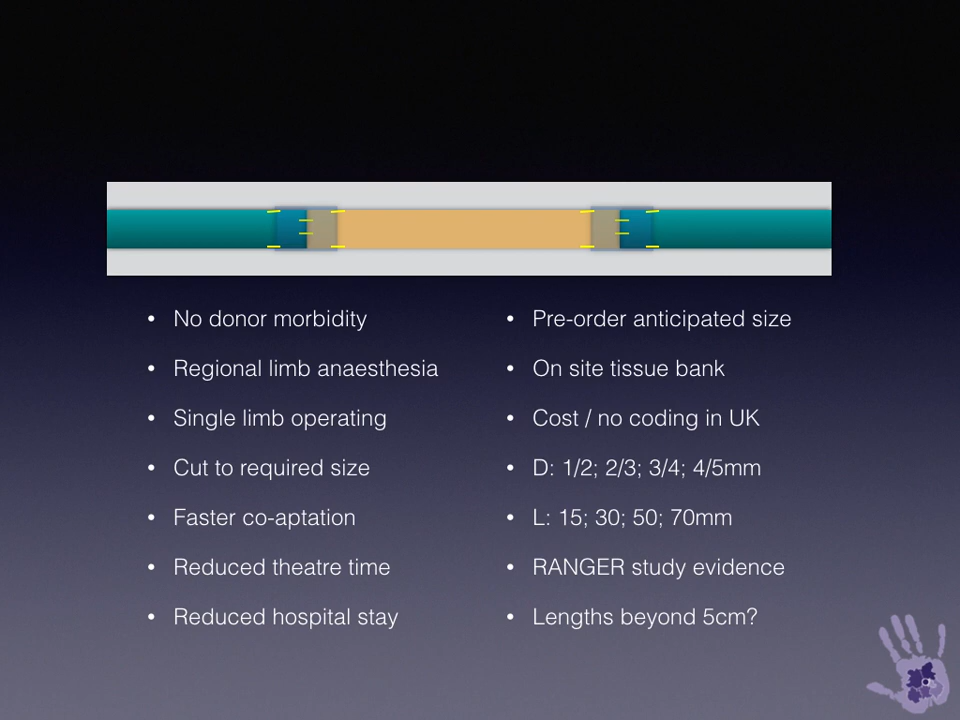 • No donor morbidity
• Regional limb anaesthesia
• Single limb operating
• Cut to required size
• Faster co-aptation
• Reduced theatre time
• Reduced hospital stay
• Pre-order anticipated size
• On site tissue bank
• Cost / no coding in UK
• D: 1/2; 2/3; 3/4; 4/5mm
• L: 15; 30; 50; 70mm
• RANGER study evidence
• Lengths beyond 5cm?